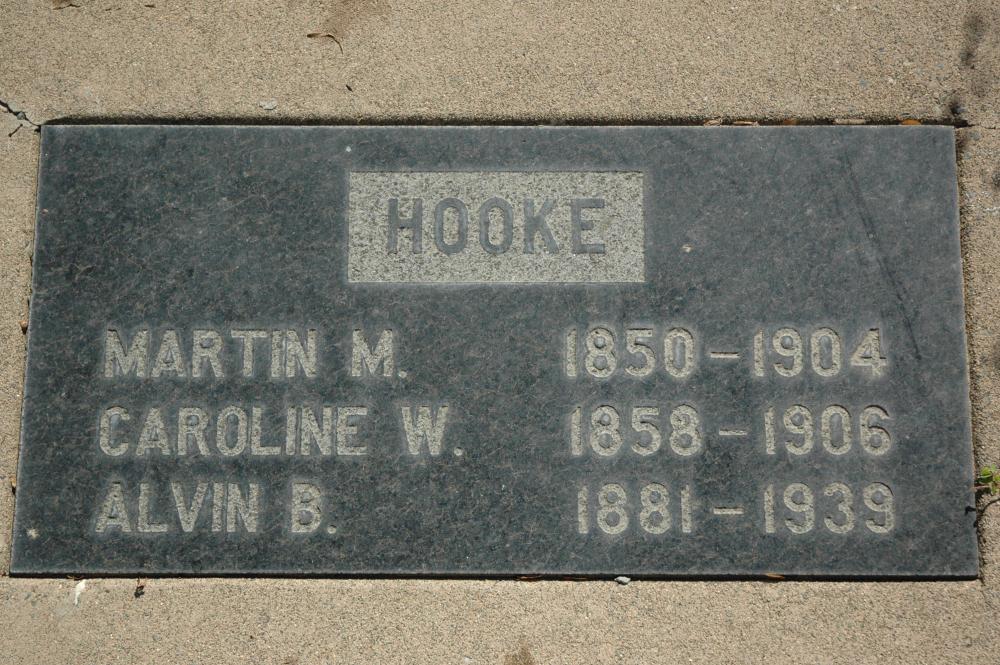 HOOKE
MARTIN M. 1850 – 1904
CAROLINE W. 1858 – 1906
ALVIN B. 1881 – 1939